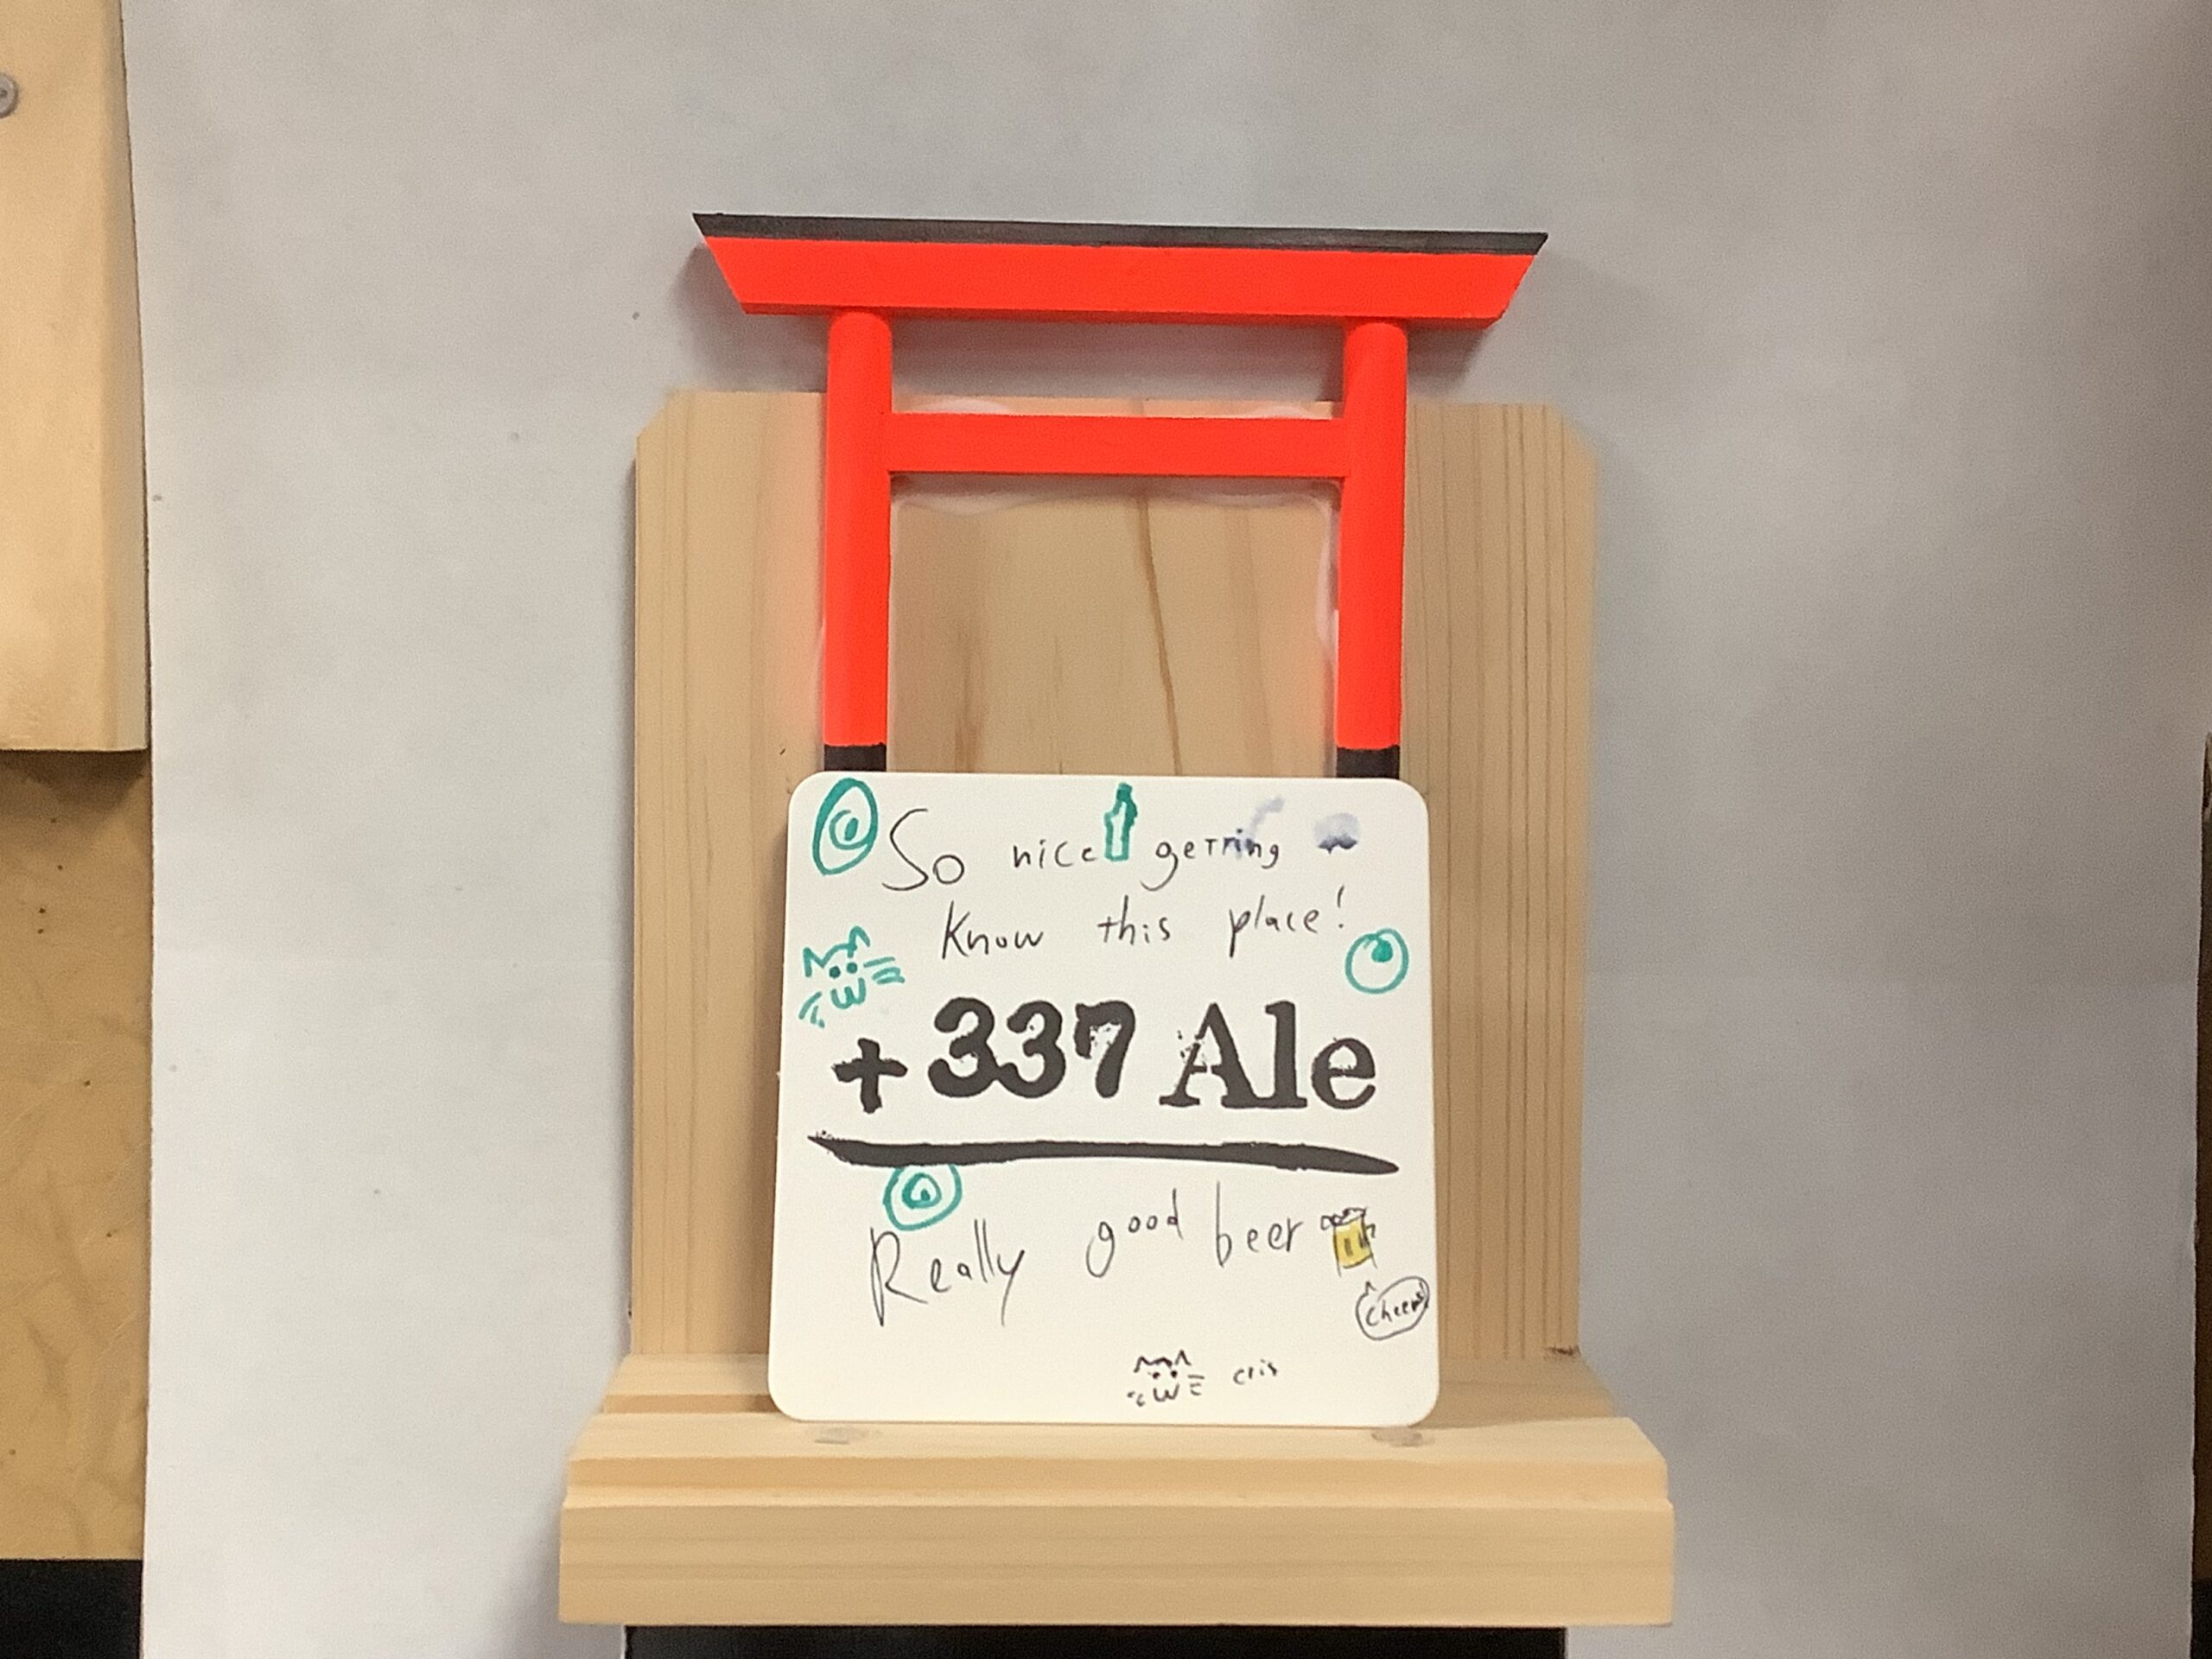 So nice getting
know this place!
+337 Ale
Really good beer
cheers
cris